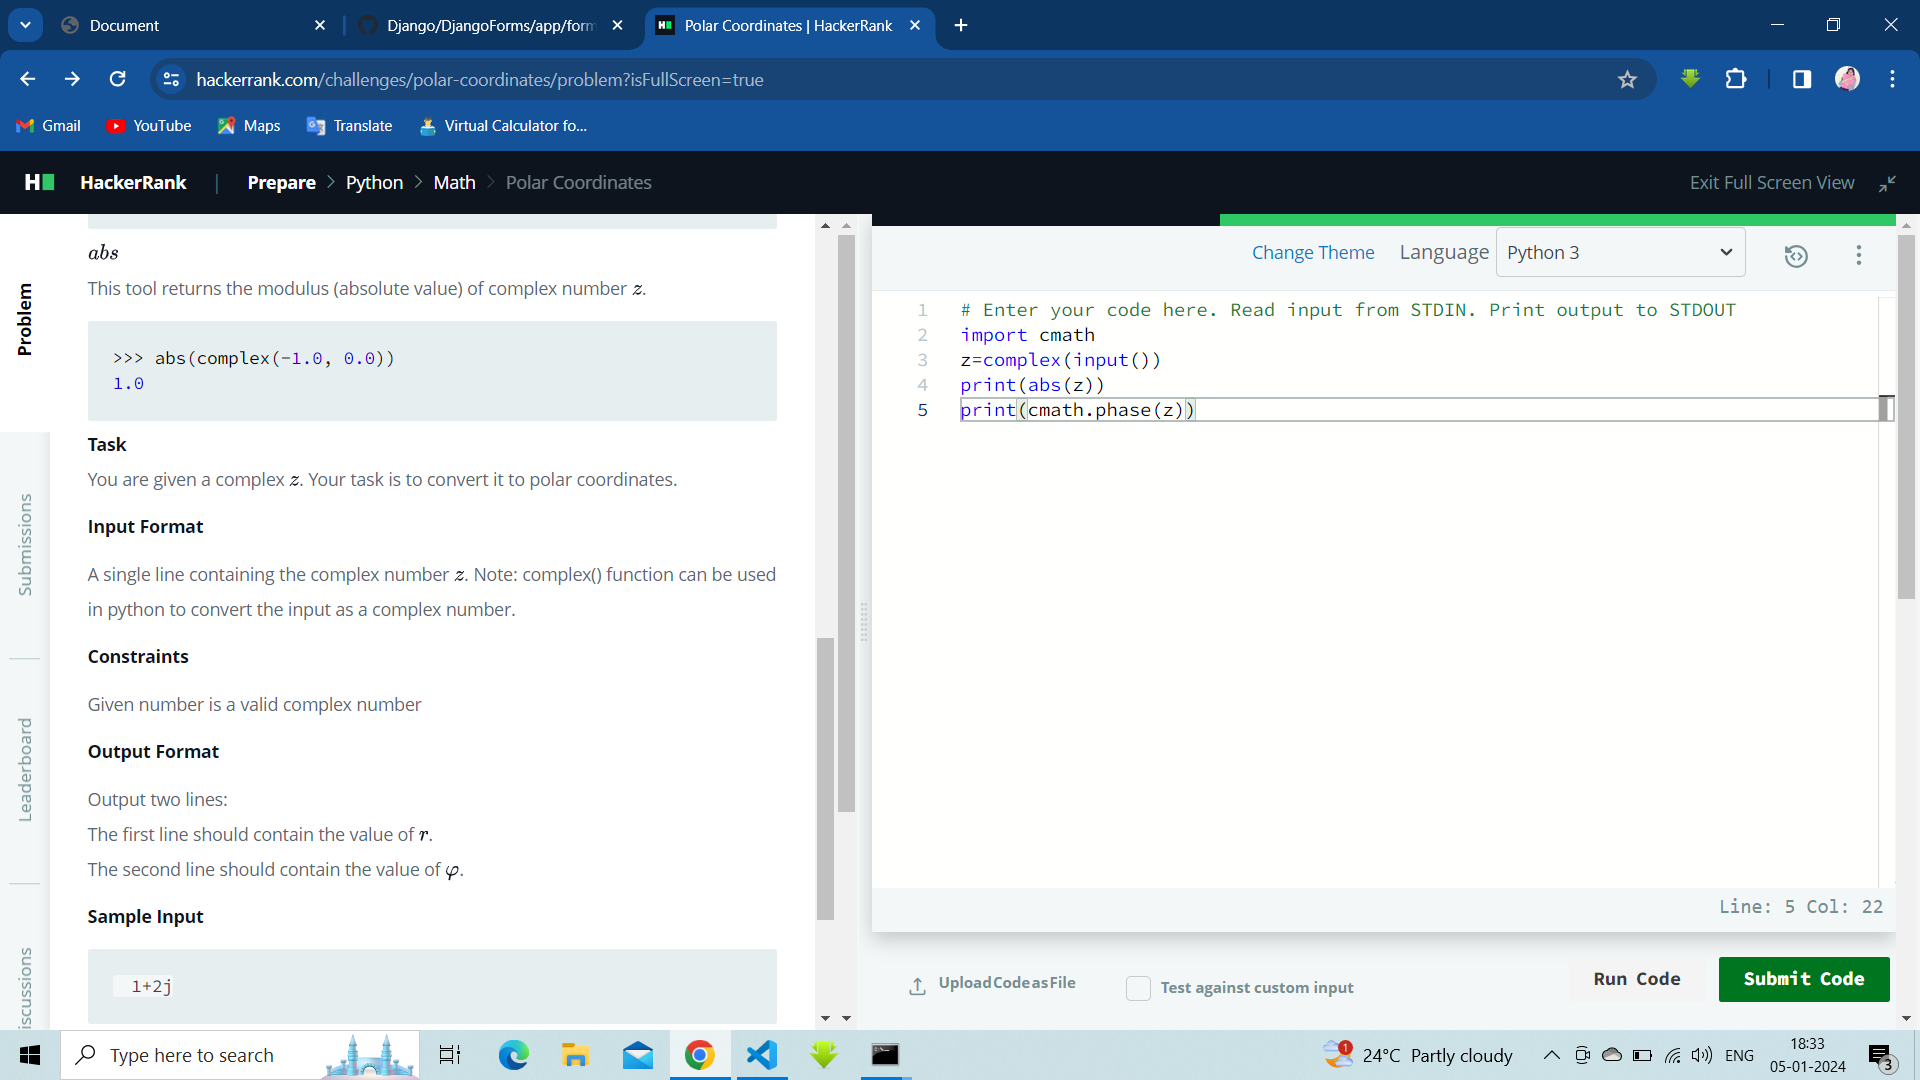 Document
Django/DjangoForms/app/form
Polar Coordinates | HackerRank
hackerrank.com/challenges/polar-coordinates/problem?isFullScreen=true
Gmail
YouTube
Maps
Translate
Virtual Calculator fo...
HackerRank
Prepare > Python > Math > Polar Coordinates
Exit Full Screen View
Problem
Submissions
Leaderboard
iscussions
abs
This tool returns the modulus (absolute value) of complex number z.
>>> abs(complex(-1.0, 0.0))
1.0
Task
You are given a complex z. Your task is to convert it to polar coordinates.
Input Format
A single line containing the complex number z. Note: complex() function can be used
in python to convert the input as a complex number.
Constraints
Given number is a valid complex number
Output Format
Output two lines:
The first line should contain the value of r.
The second line should contain the value of φ.
Sample Input
1+2j
Change Theme
Language
Python 3
1 # Enter your code here. Read input from STDIN. Print output to STDOUT
2 import cmath
3 z=complex(input())
4 print(abs(z))
5 print(cmath.phase(z))
Line: 5 Col: 22
Upload Code as File
Test against custom input
Run Code
Submit Code
Type here to search
1
24°C Partly cloudy
ENG
18:33
05-01-2024
3